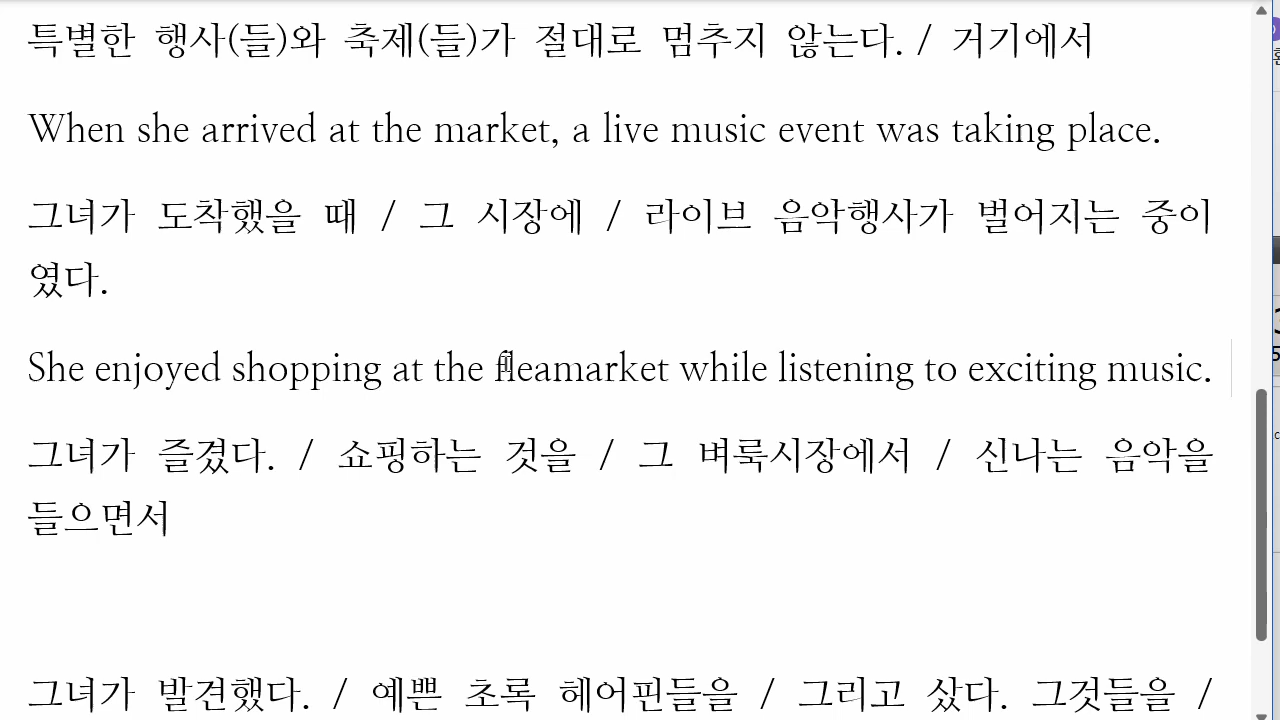 특별한 행사(들)와 축제(들)가 절대로 멈추지 않는다. / 거기에서
When she arrived at the market, a live music event was taking place.
그녀가 도착했을 때 / 그 시장에 / 라이브 음악행사가 벌어지는 중이
였다.
She enjoyed shopping at the fleamarket while listening to exciting music.
그녀가 즐겼다. / 쇼핑하는 것을 / 그 벼룩시장에서 / 신나는 음악을
들으면서
그녀가 발견했다. / 예쁜 초록 헤어핀들을 / 그리고 샀다. 그것들을 /